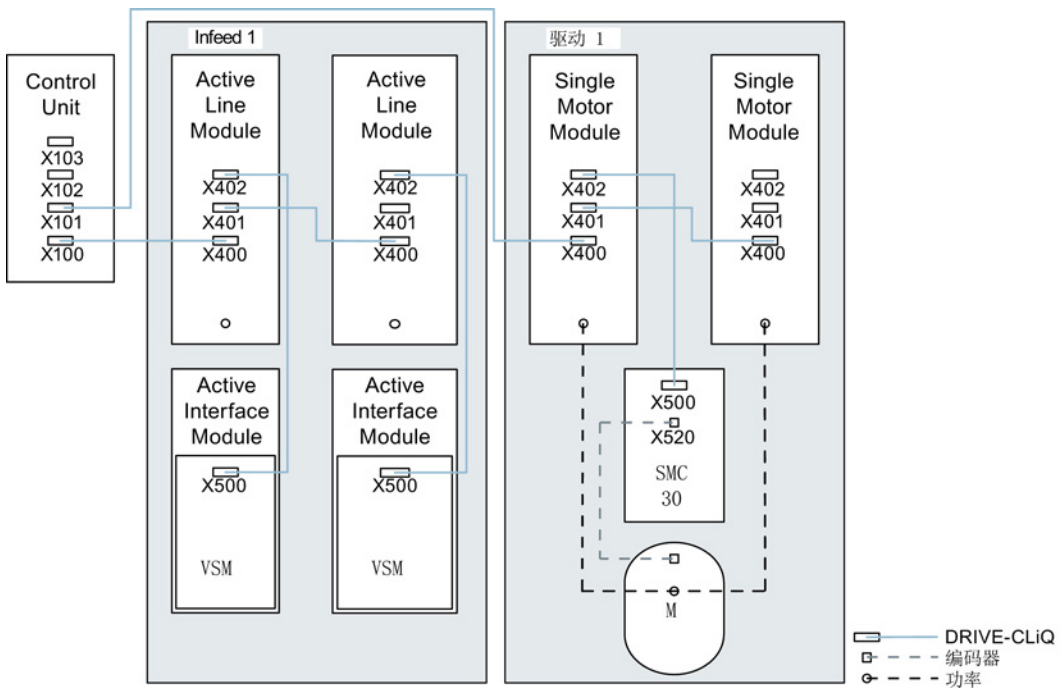 Infeed 1
驱动 1
Control
Unit
X103
X102
X101
X100
Active
Line
Module
X402
X401
X400
Active
Line
Module
X402
X401
X400
Single
Motor
Module
X402
X401
X400
Single
Motor
Module
X402
X401
X400
Active
Interface
Module
X500
VSM
Active
Interface
Module
X500
VSM
X500
X520
SMC
30
M
DRIVE-CLiQ
编码器
功率